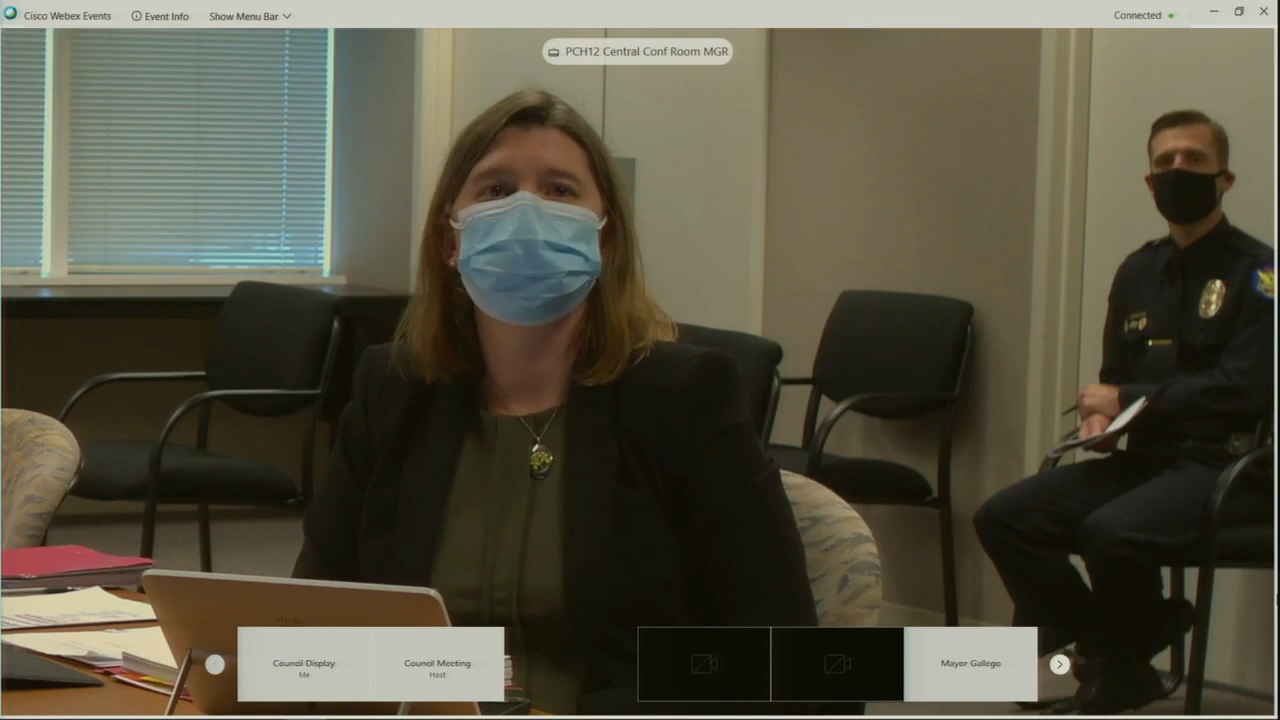 Cisco Webex Events
Event Info
Show Menu Bar
Connected
PCH12 Central Conf Room MGR
Council Display
Me
Council Meeting
Host
Mayor Gallego